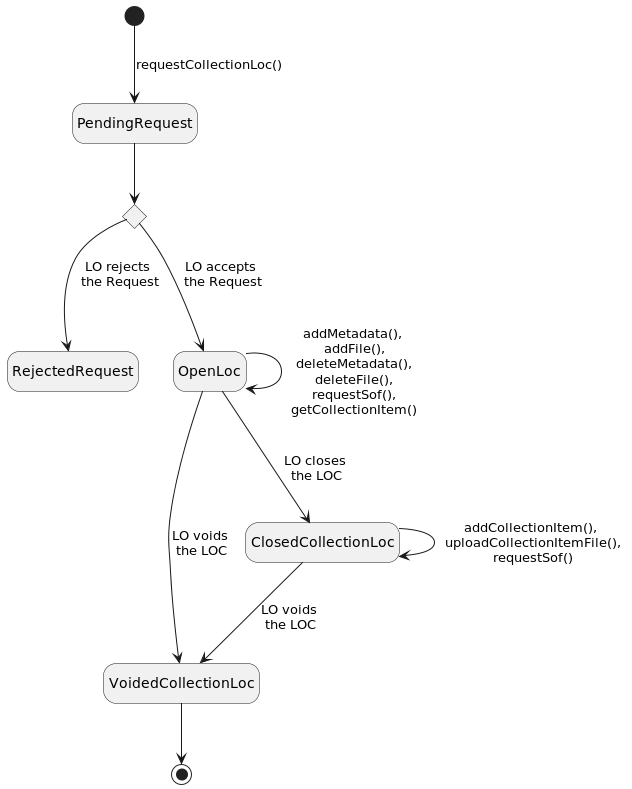 requestCollectionLoc()
PendingRequest
LO rejects
the Request
LO accepts
the Request
RejectedRequest
OpenLoc
addMetadata(),
addFile(),
deleteMetadata(),
deleteFile(),
requestSof(),
getCollectionItem()
LO closes
the LOC
LO voids
the LOC
ClosedCollectionLoc
addCollectionItem(),
uploadCollectionItemFile(),
requestSof()
LO voids
the LOC
VoidedCollectionLoc